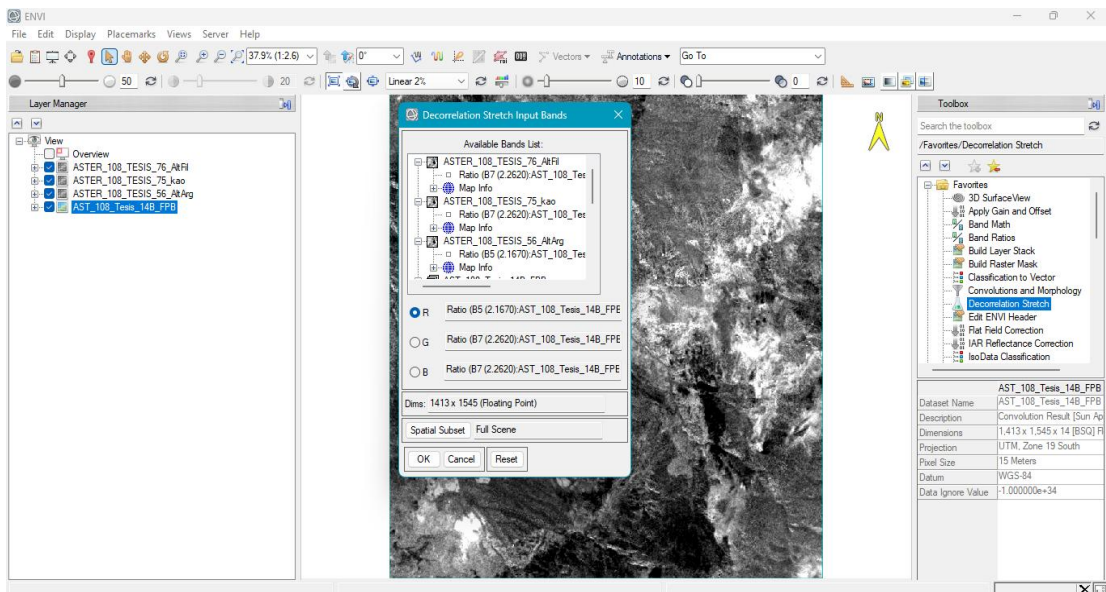 ENVI
File Edit Display Placemarks Views Server Help
37.9% (1:2.6) 0° Vectors Annotations Go To
50 20 Linear 2% 10 0
Layer Manager
View
Overview
ASTER_108_TESIS_76_AltFil
ASTER_108_TESIS_75_kao
ASTER_108_TESIS_56_AltArg
AST_108_Tesis_14B_FPB
N
Decorrelation Stretch Input Bands
Available Bands List:
ASTER_108_TESIS_76_AltFil
Ratio (B7 (2.2620):AST_108_Tes
Map Info
ASTER_108_TESIS_75_kao
Ratio (B7 (2.2620):AST_108_Tes
Map Info
ASTER_108_TESIS_56_AltArg
Ratio (B5 (2.1670):AST_108_Tes
Map Info
R Ratio (B5 (2.1670):AST_108_Tesis_14B_FPE
G Ratio (B7 (2.2620):AST_108_Tesis_14B_FPE
B Ratio (B7 (2.2620):AST_108_Tesis_14B_FPE
Dims: 1413 x 1545 (Floating Point)
Spatial Subset Full Scene
OK Cancel Reset
Toolbox
Search the toolbox
/Favorites/Decorrelation Stretch
Favorites
3D SurfaceView
Apply Gain and Offset
Band Math
Band Ratios
Build Layer Stack
Build Raster Mask
Classification to Vector
Convolutions and Morphology
Decorrelation Stretch
Edit ENVI Header
Flat Field Correction
IAR Reflectance Correction
IsoData Classification
AST_108_Tesis_14B_FPB
Dataset Name AST_108_Tesis_14B_FPB
Description Convolution Result [Sun Ap
Dimensions 1,413 x 1,545 x 14 [BSQ] Fl
Projection UTM, Zone 19 South
Pixel Size 15 Meters
Datum WGS-84
Data Ignore Value -1.000000e+34